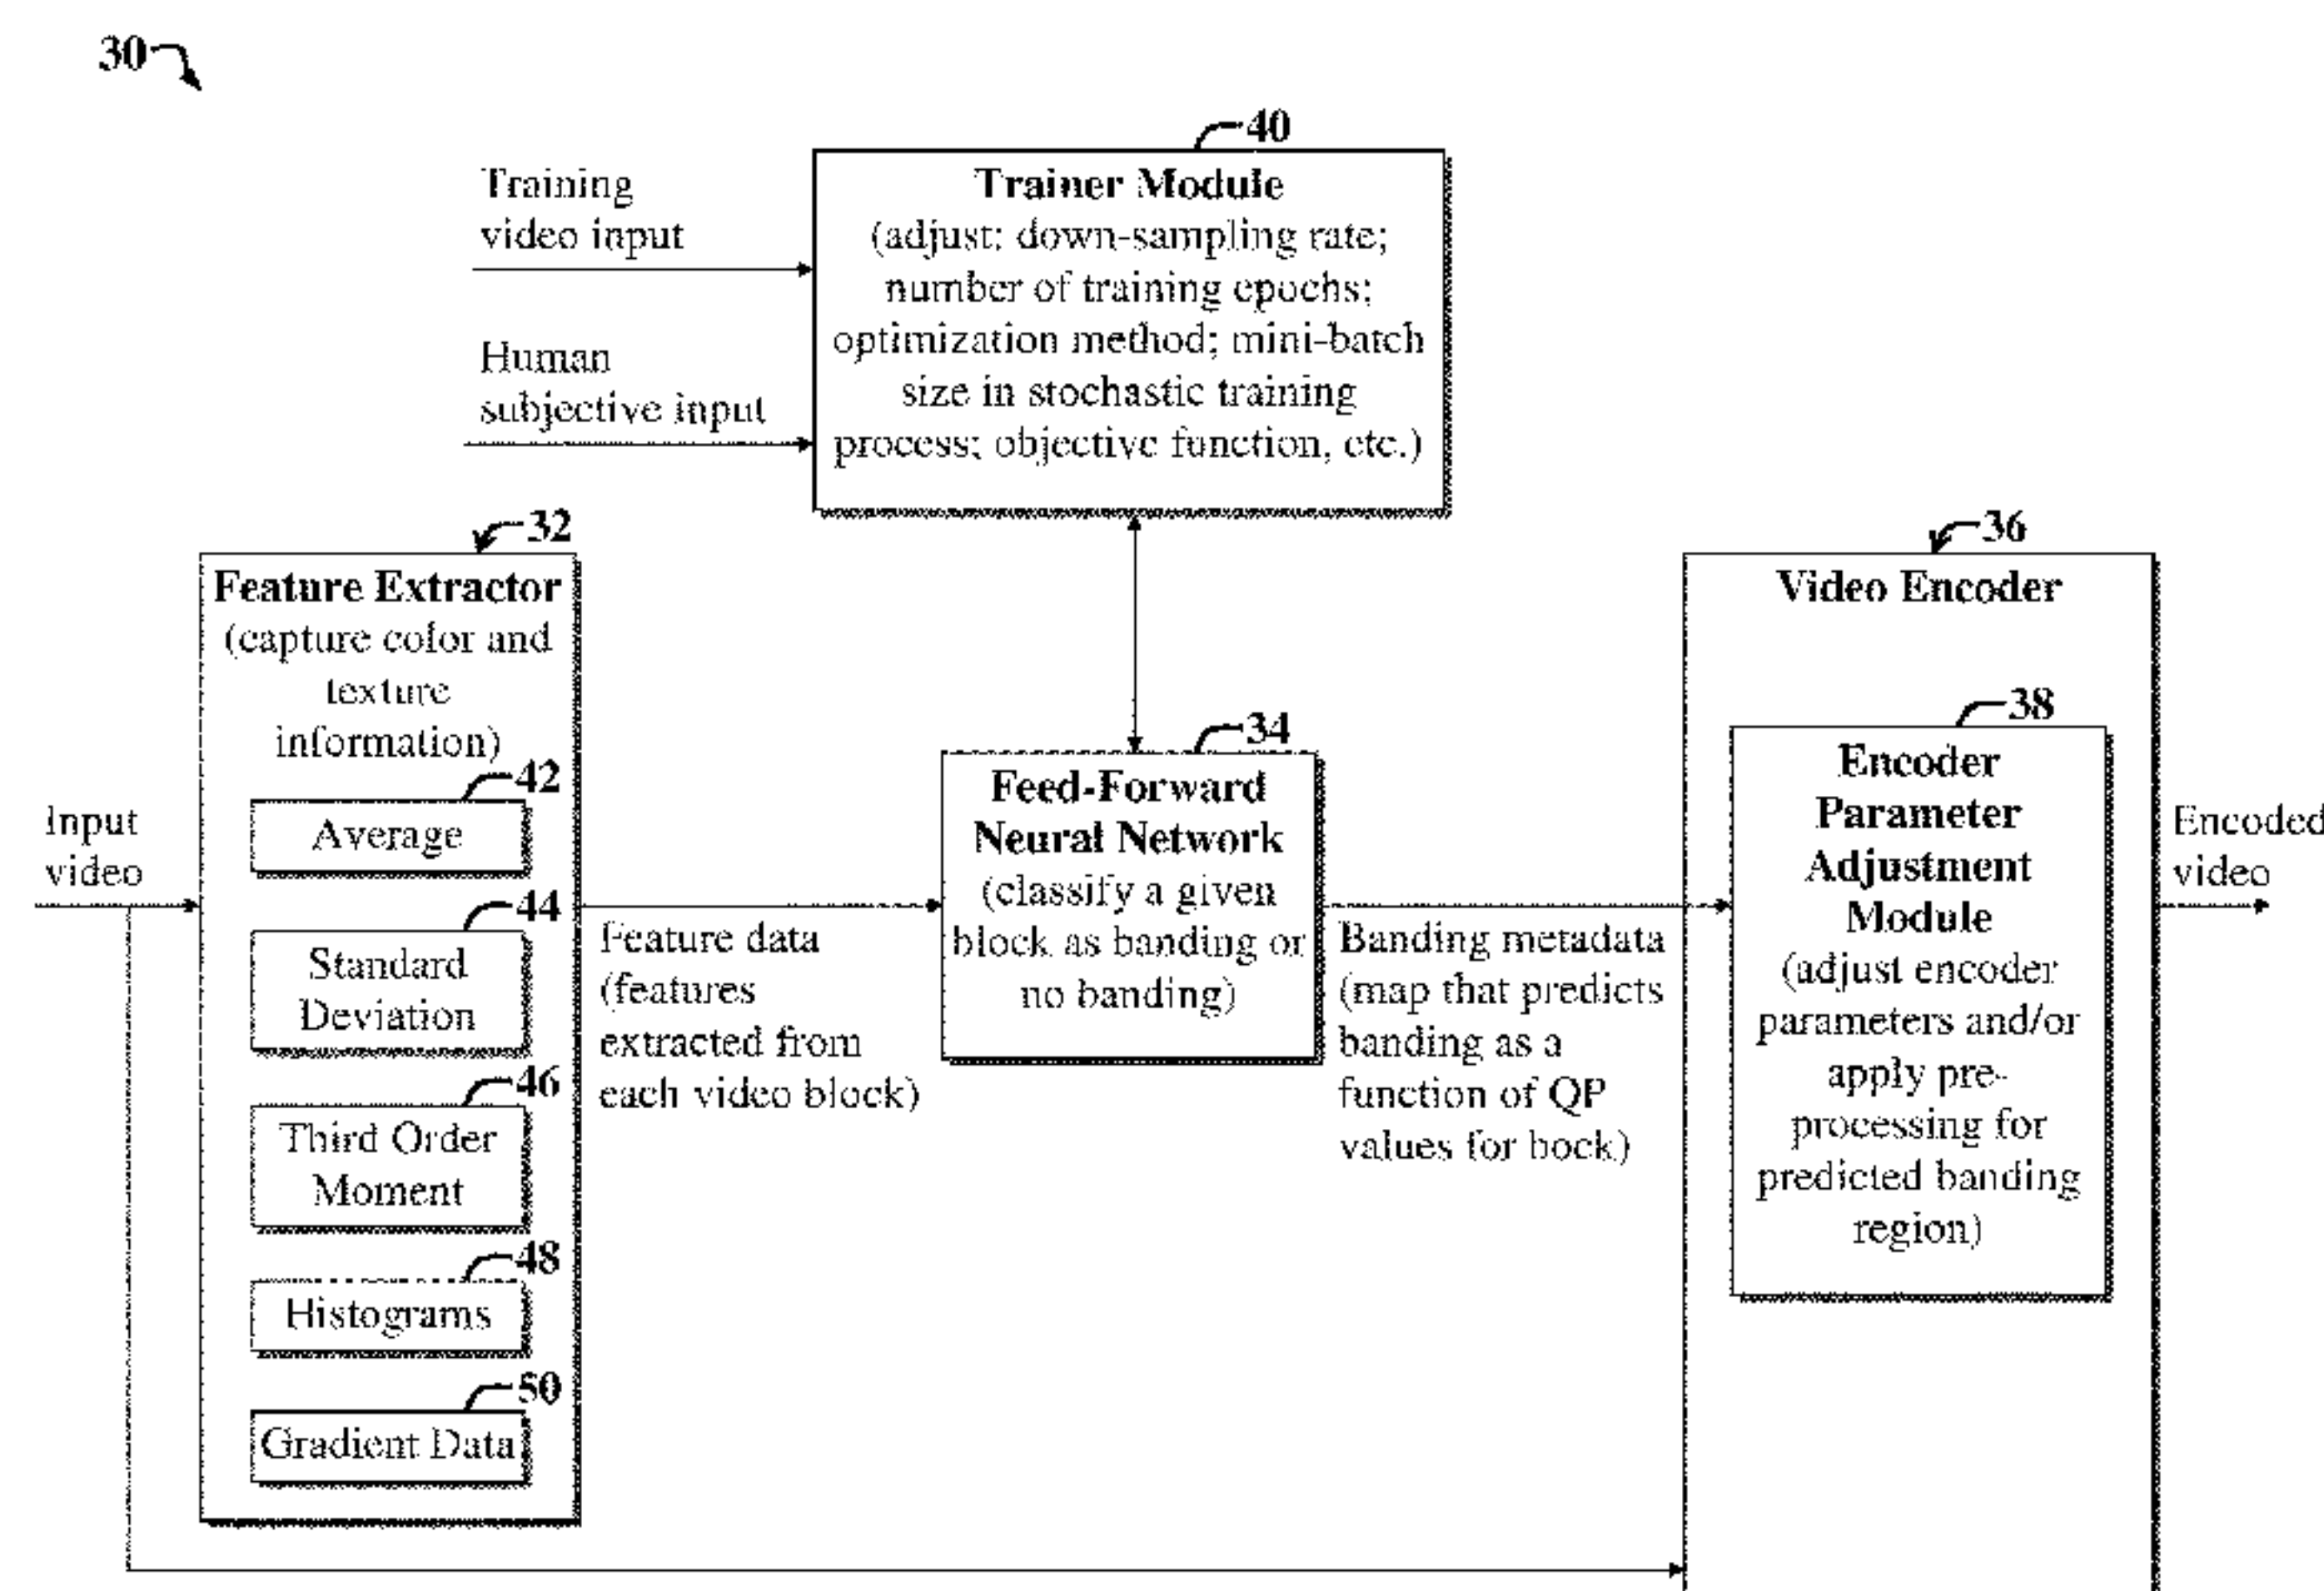 30
40
Training
video input
Human
subjective input
Trainer Module
(adjust: down-sampling rate;
number of training epochs;
optimization method; mini-batch
size in stochastic training
process; objective function, etc.)
32
Feature Extractor
(capture color and
texture
information)
42
Average
44
Standard
Deviation
46
Third Order
Moment
48
Histograms
50
Gradient Data
Input
video
Feature data
(features
extracted from
each video block)
34
Feed-Forward
Neural Network
(classify a given
block as banding or
no banding)
Banding metadata
(map that predicts
banding as a
function of QP
values for bock)
36
Video Encoder
38
Encoder
Parameter
Adjustment
Module
(adjust encoder
parameters and/or
apply pre-
processing for
predicted banding
region)
Encoded
video